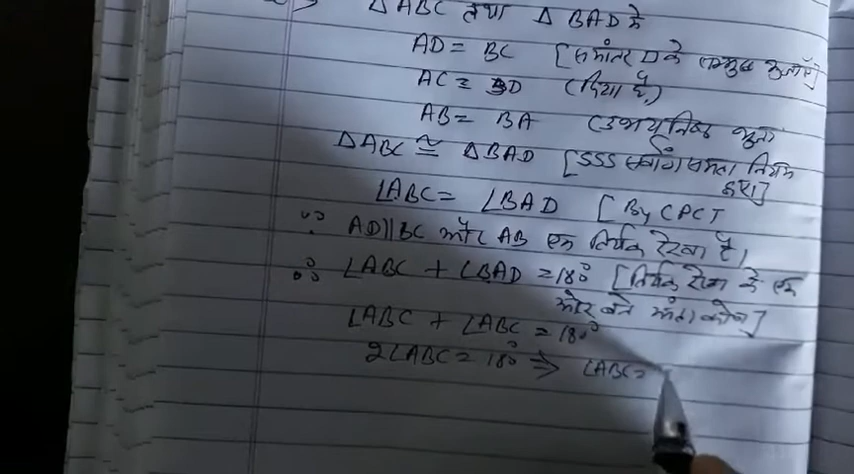 ΔABC तथा Δ BAD में
AD = BC [समांतर □ के सम्मुख भुजाएँ]
AC = BD (दिया है)
AB = BA (उभयनिष्ठ भुजा
ΔABC ≅ ΔBAD [SSS सर्वांगसमता नियम
द्वारा]
∠ABC = ∠BAD [By CPCT
∵ AD||BC और AB एक तिर्यक रेखा है।
∴ ∠ABC + ∠BAD = 180° [तिर्यक रेखा के एक
ओर बने अंतः कोण]
∠ABC + ∠ABC = 180°
2∠ABC = 180° ⇒ ∠ABC =